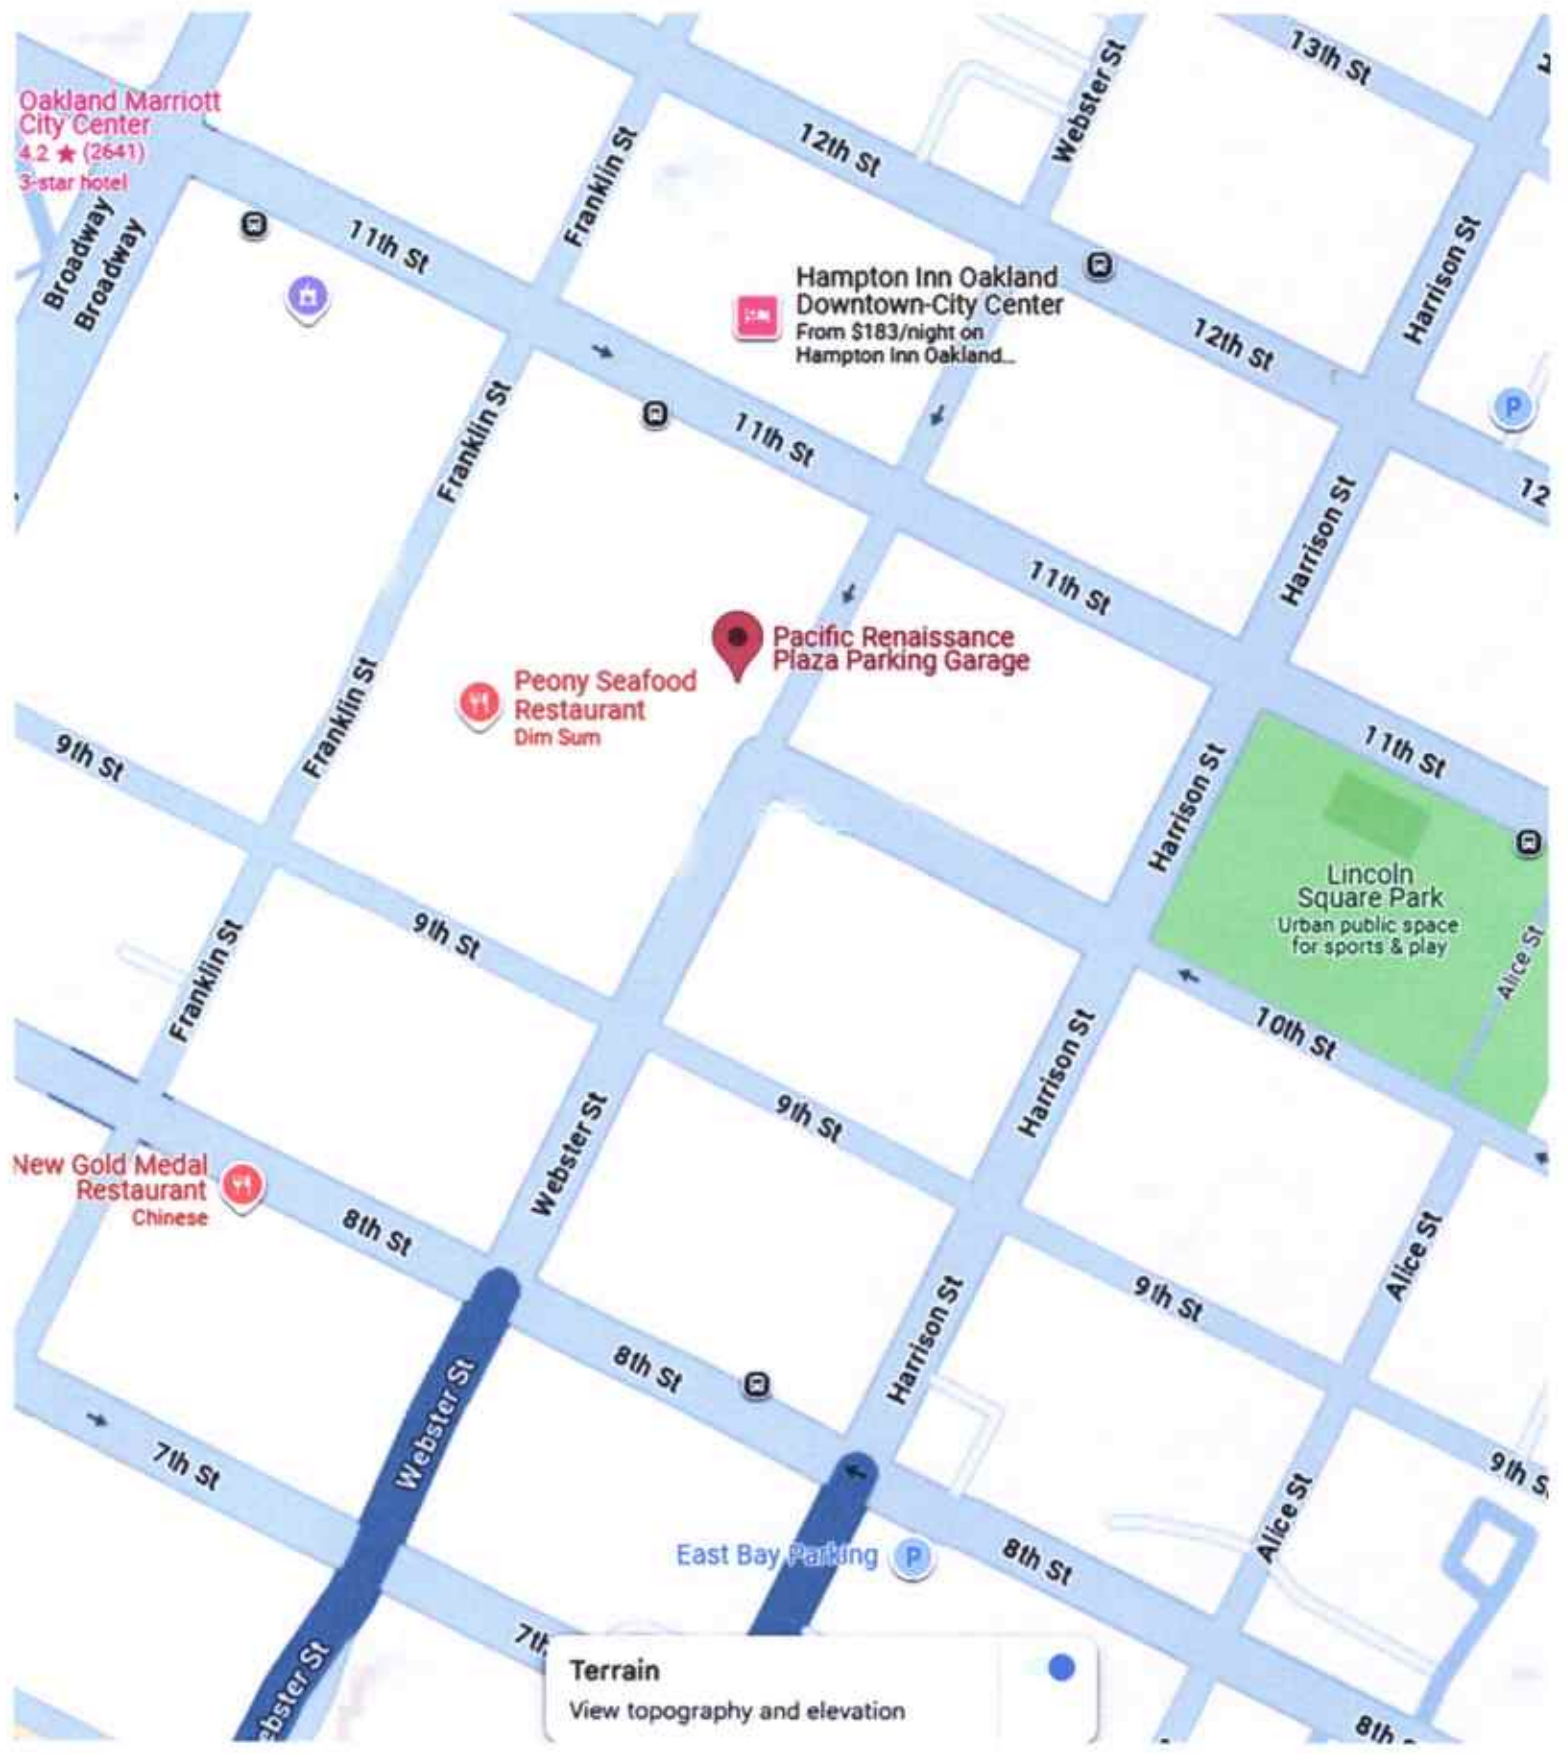 13th St
Webster St
Oakland Marriott
City Center
4.2 ★ (2641)
3-star hotel
12th St
Franklin St
Broadway
Broadway
11th St
Harrison St
Hampton Inn Oakland
Downtown-City Center
From $183/night on
Hampton Inn Oakland...
12th St
P
Franklin St
11th St
12
Harrison St
11th St
Pacific Renaissance
Plaza Parking Garage
Peony Seafood
Restaurant
Dim Sum
Franklin St
9th St
11th St
Harrison St
Lincoln
Square Park
Urban public space
for sports & play
Alice St
9th St
Franklin St
10th St
Harrison St
9th St
Webster St
New Gold Medal
Restaurant
Chinese
8th St
Alice St
9th St
Harrison St
8th St
Webster St
7th St
9th S
Alice St
East Bay Parking
P
8th St
7th
Terrain
View topography and elevation
ebster St
8th S